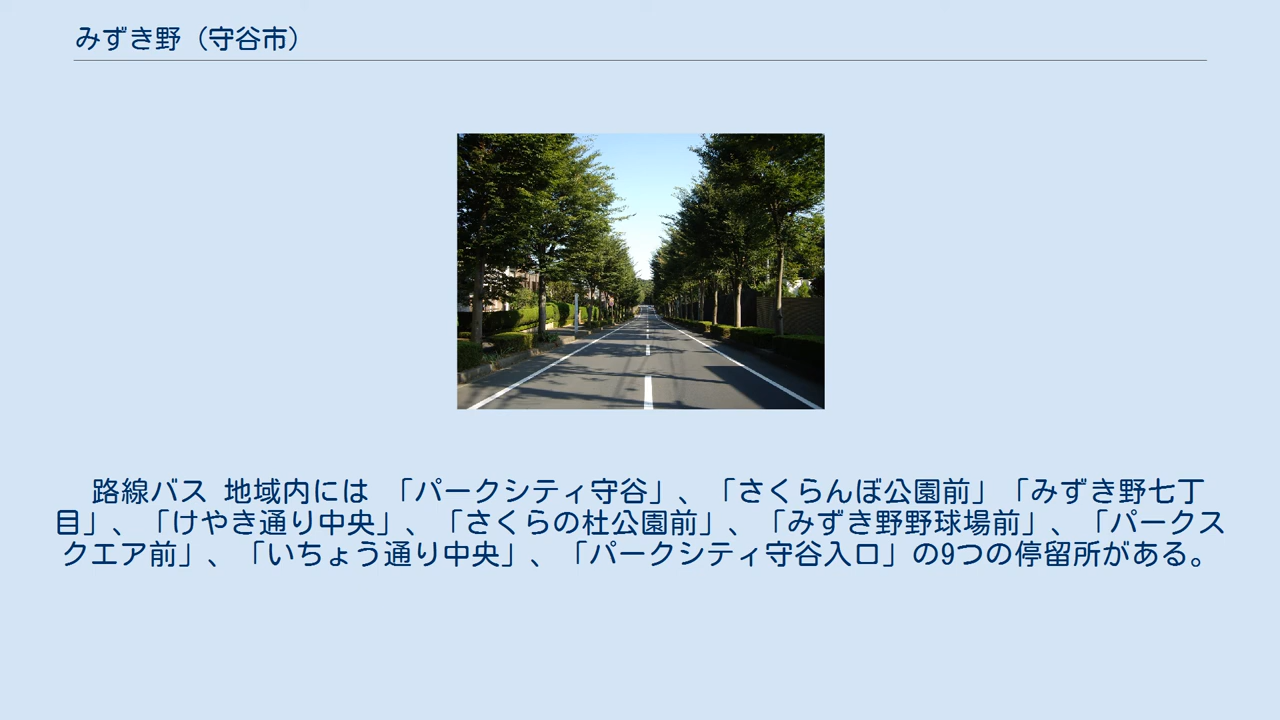 みずき野（守谷市）
路線バス 地域内には 「パークシティ守谷」、「さくらんぼ公園前」「みずき野七丁
目」、「けやき通り中央」、「さくらの杜公園前」、「みずき野野球場前」、「パークス
クエア前」、「いちょう通り中央」、「パークシティ守谷入口」の9つの停留所がある。